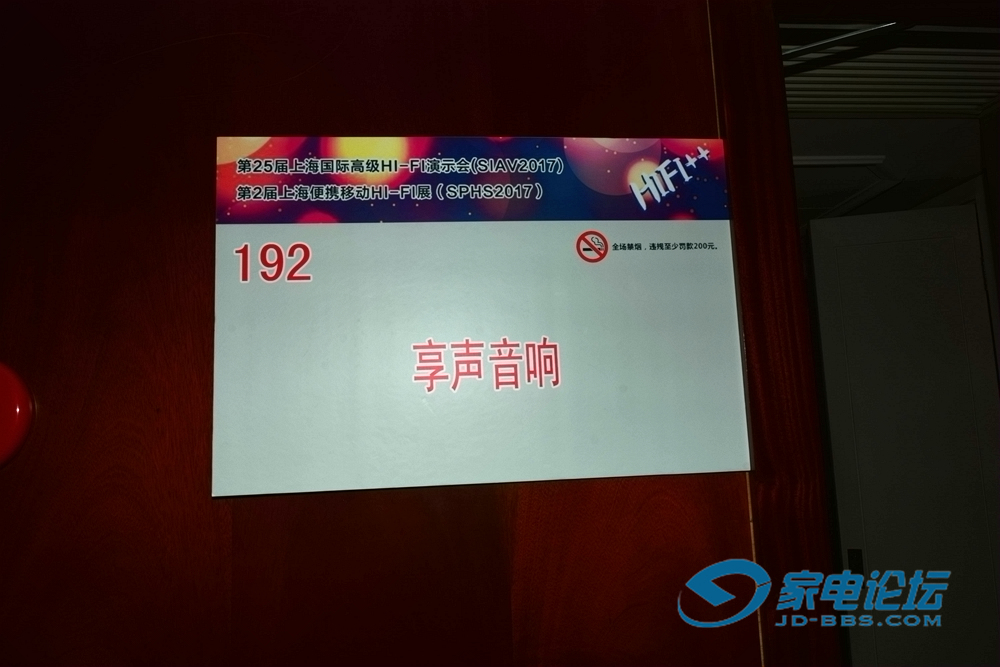 第25届上海国际高级HI-FI演示会(SIAV2017)
第2届上海便携移动HI-FI展（SPHS2017）
HIFI++
192
全场禁烟，违规至少罚款200元。
享声音响
家电论坛
JD-BBS.COM